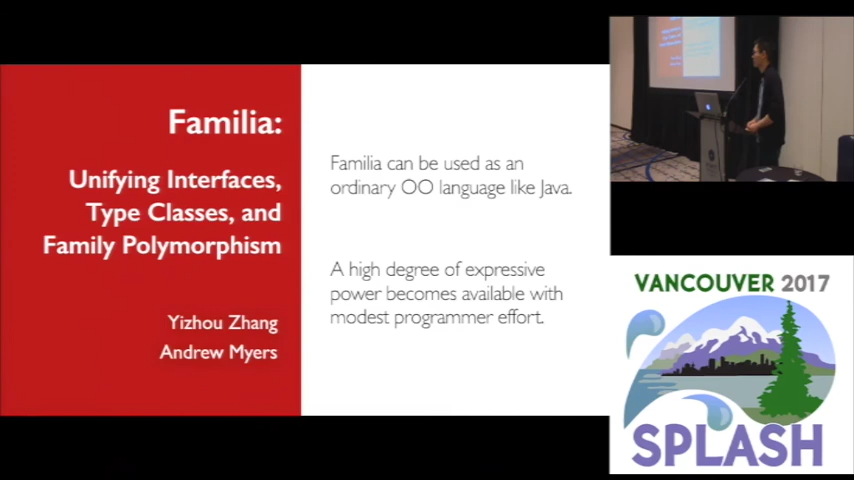 Familia:
Unifying Interfaces,
Type Classes, and
Family Polymorphism
Yizhou Zhang
Andrew Myers
Familia can be used as an
ordinary OO language like Java.
A high degree of expressive
power becomes available with
modest programmer effort.
VANCOUVER 2017
SPLASH